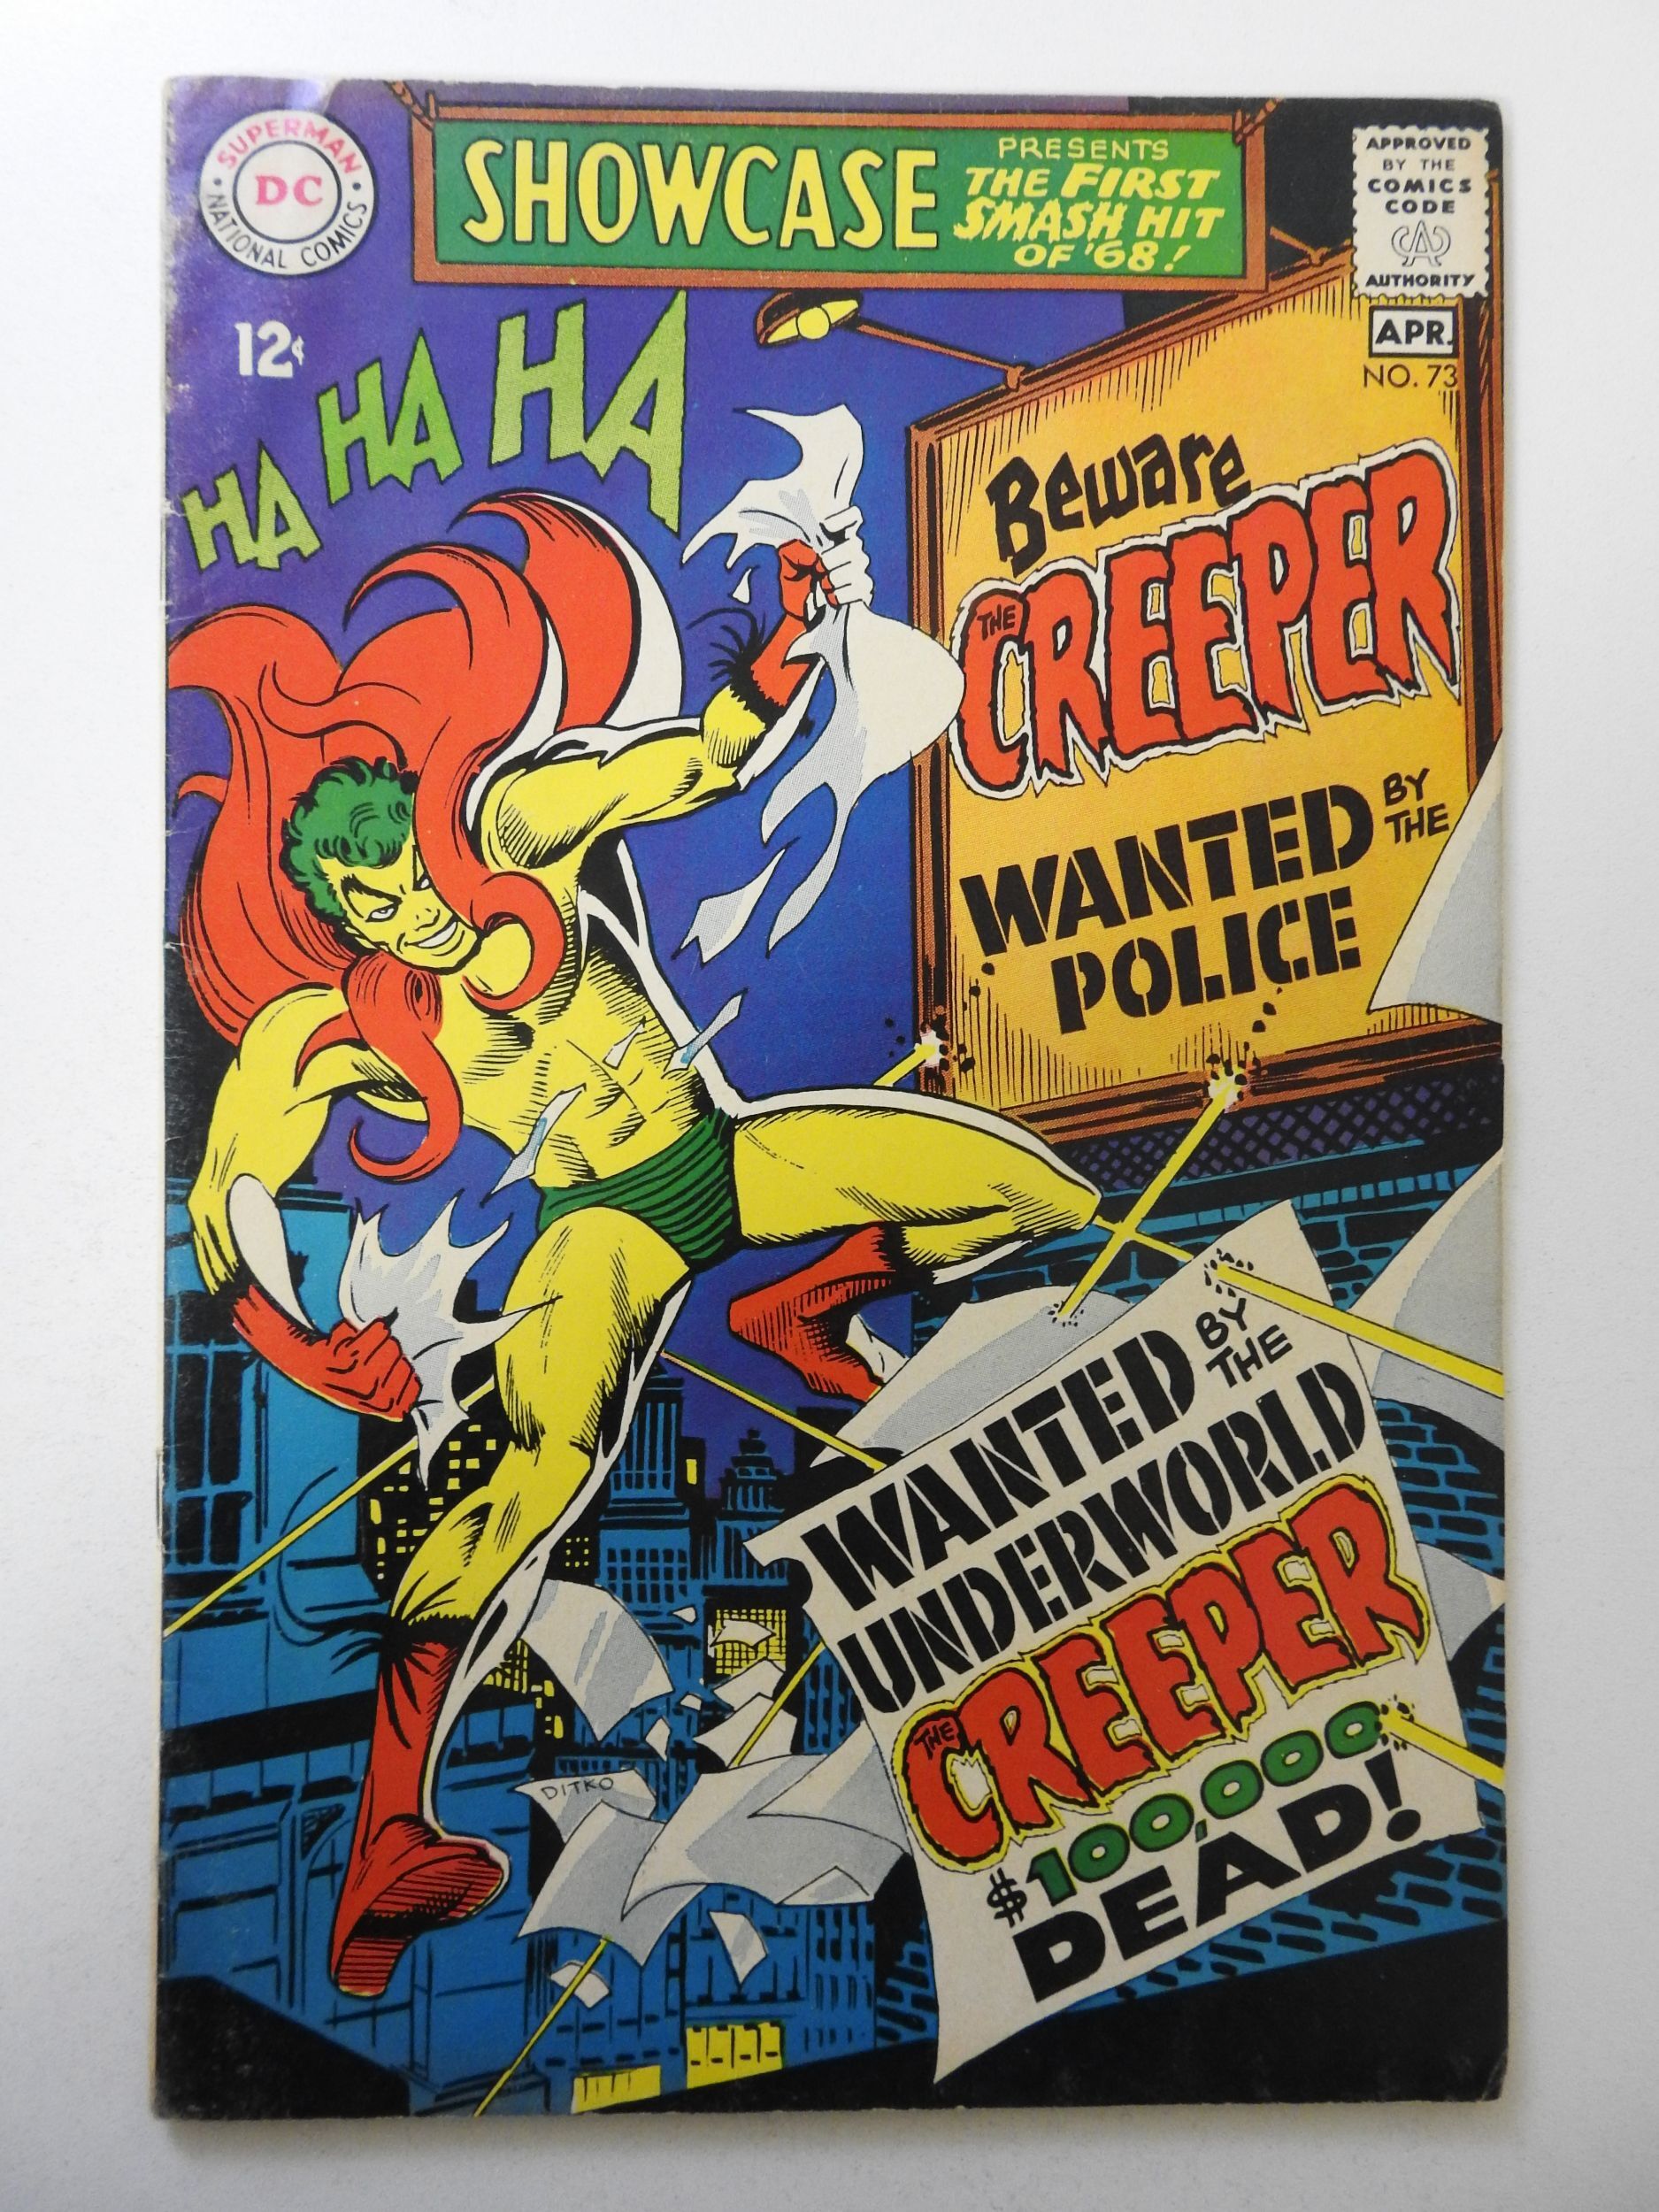 SUPERMAN
DC
NATIONAL COMICS
SHOWCASE
PRESENTS
THE FIRST
SMASH HIT
OF '68!
APPROVED
BY THE
COMICS
CODE
CA
AUTHORITY
APR.
NO. 73
12¢
HA HA HA
Beware
THE CREEPER
WANTED BY THE
POLICE
WANTED BY THE
UNDERWORLD
THE CREEPER
$100,000
DEAD!
DITKO